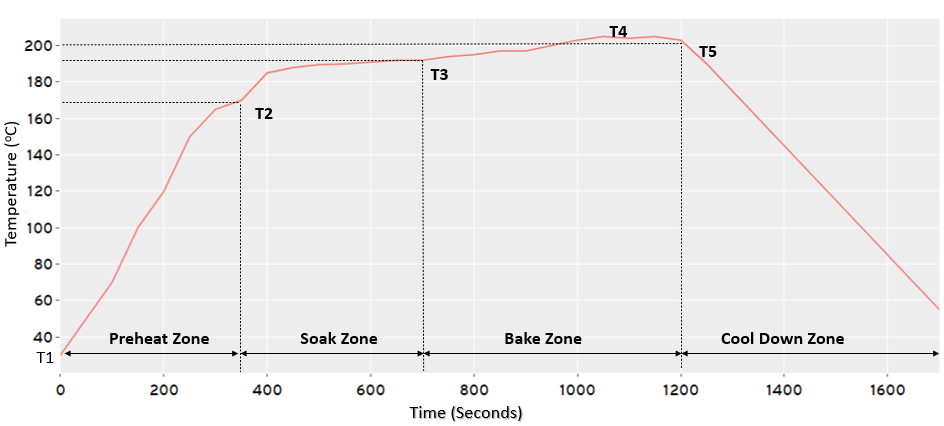 T4
200
T5
T3
180
T2
160
140
120
100
80
60
40
Preheat Zone
Soak Zone
Bake Zone
Cool Down Zone
T1
0
200
400
600
800
1000
1200
1400
1600
Time (Seconds)
Temperature (ºC)